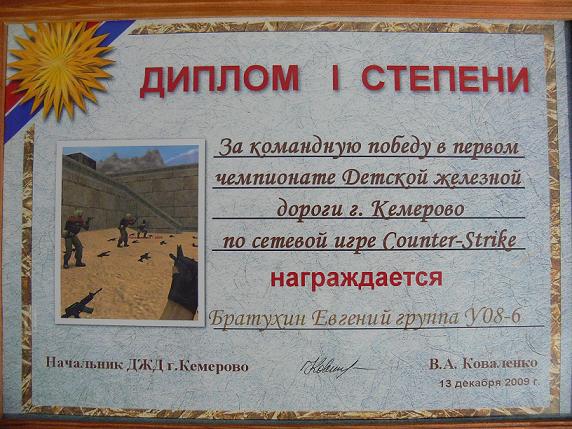 ДИПЛОМ I СТЕПЕНИ
За командную победу в первом
чемпионате Детской железной
дороги г. Кемерово
по сетевой игре Counter-Strike
награждается
Братухин Евгений группа У08-6
Начальник ДЖД г.Кемерово
В.А. Коваленко
13 декабря 2009 г.